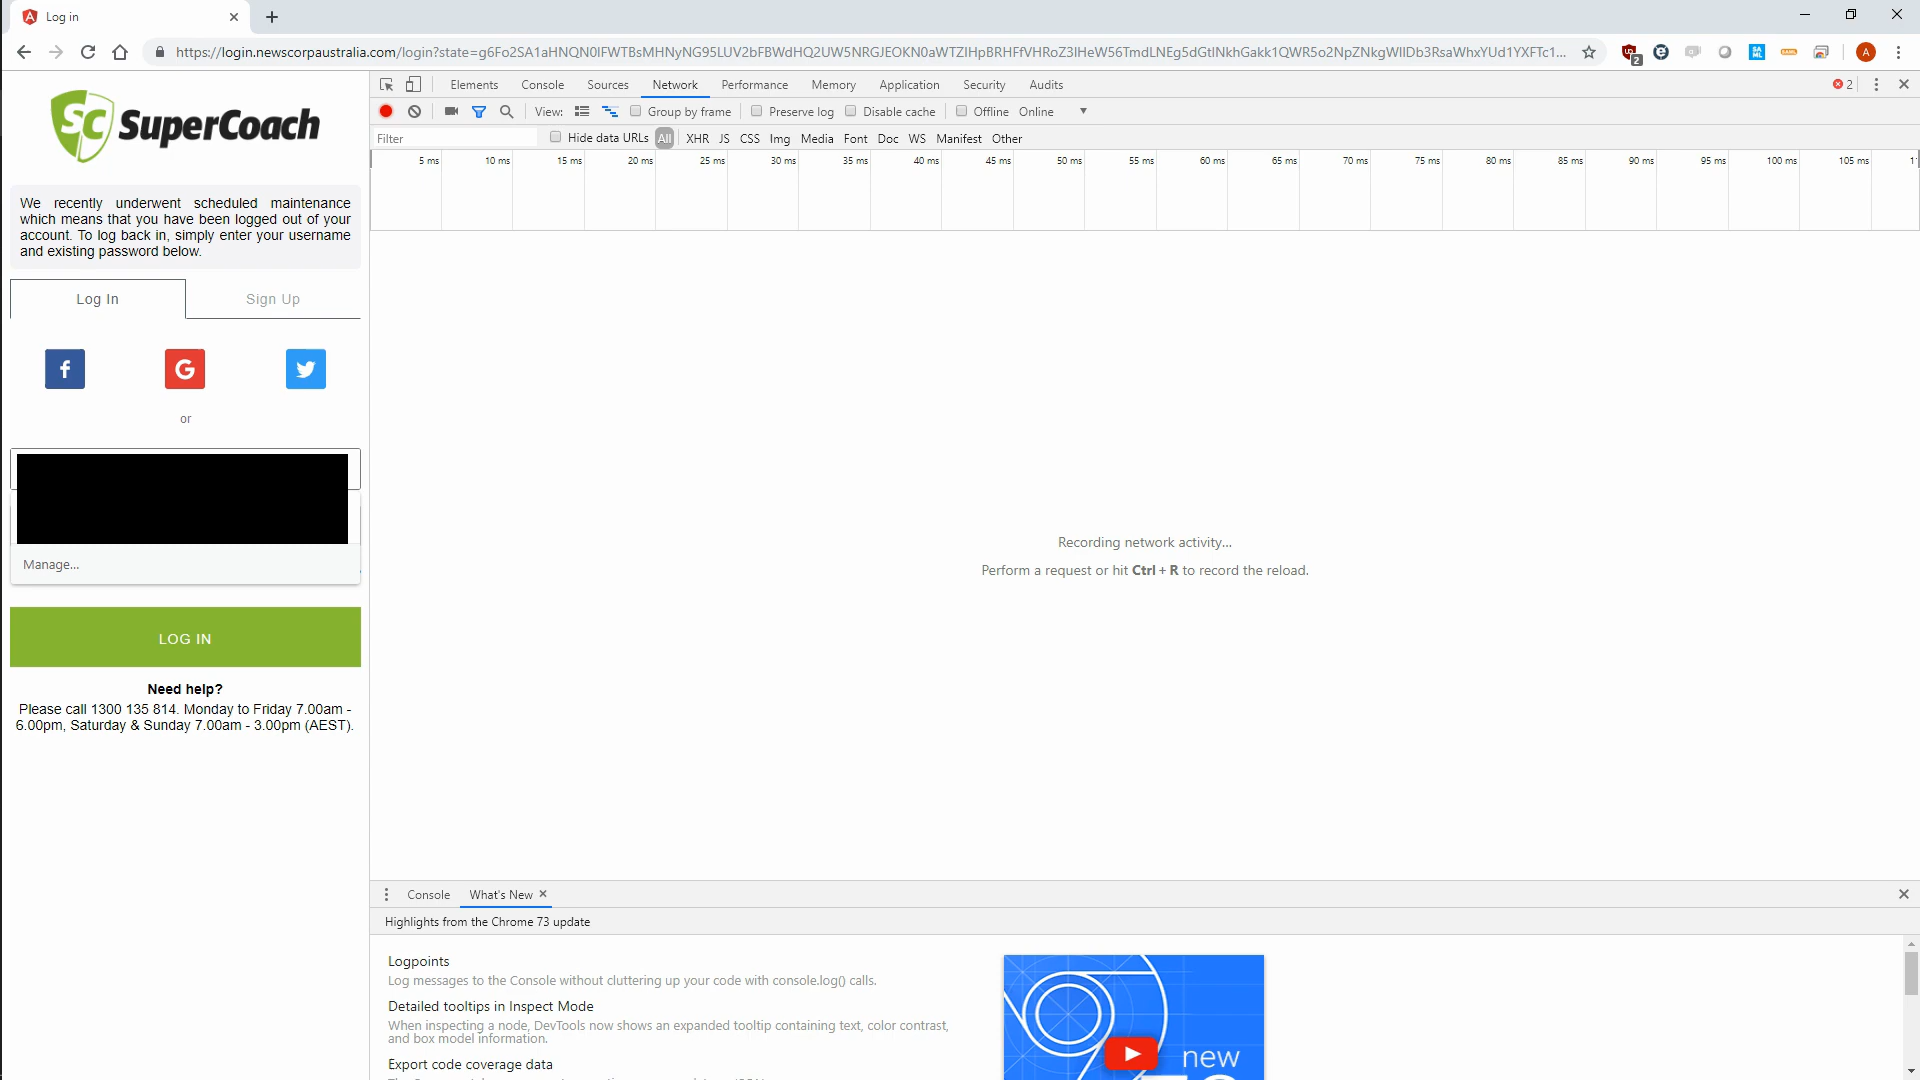 Log in
https://login.newscorpaustralia.com/login?state=
2
A
SC SuperCoach
We recently underwent scheduled maintenance
which means that you have been logged out of your
account. To log back in, simply enter your username
and existing password below.
Log In
Sign Up
f
G
or
Manage...
LOG IN
Need help?
Please call 1300 135 814. Monday to Friday 7.00am -
6.00pm, Saturday & Sunday 7.00am - 3.00pm (AEST).
Elements Console Sources Network Performance Memory Application Security Audits
2
View: Group by frame Preserve log Disable cache Offline Online
Filter Hide data URLs All XHR JS CSS Img Media Font Doc WS Manifest Other
5 ms 10 ms 15 ms 20 ms 25 ms 30 ms 35 ms 40 ms 45 ms 50 ms 55 ms 60 ms 65 ms 70 ms 75 ms 80 ms 85 ms 90 ms 95 ms 100 ms 105 ms
Recording network activity...
Perform a request or hit Ctrl + R to record the reload.
Console What's New
Highlights from the Chrome 73 update
Logpoints
Log messages to the Console without cluttering up your code with console.log() calls.
Detailed tooltips in Inspect Mode
When inspecting a node, DevTools now shows an expanded tooltip containing text, color contrast,
and box model information.
Export code coverage data
new